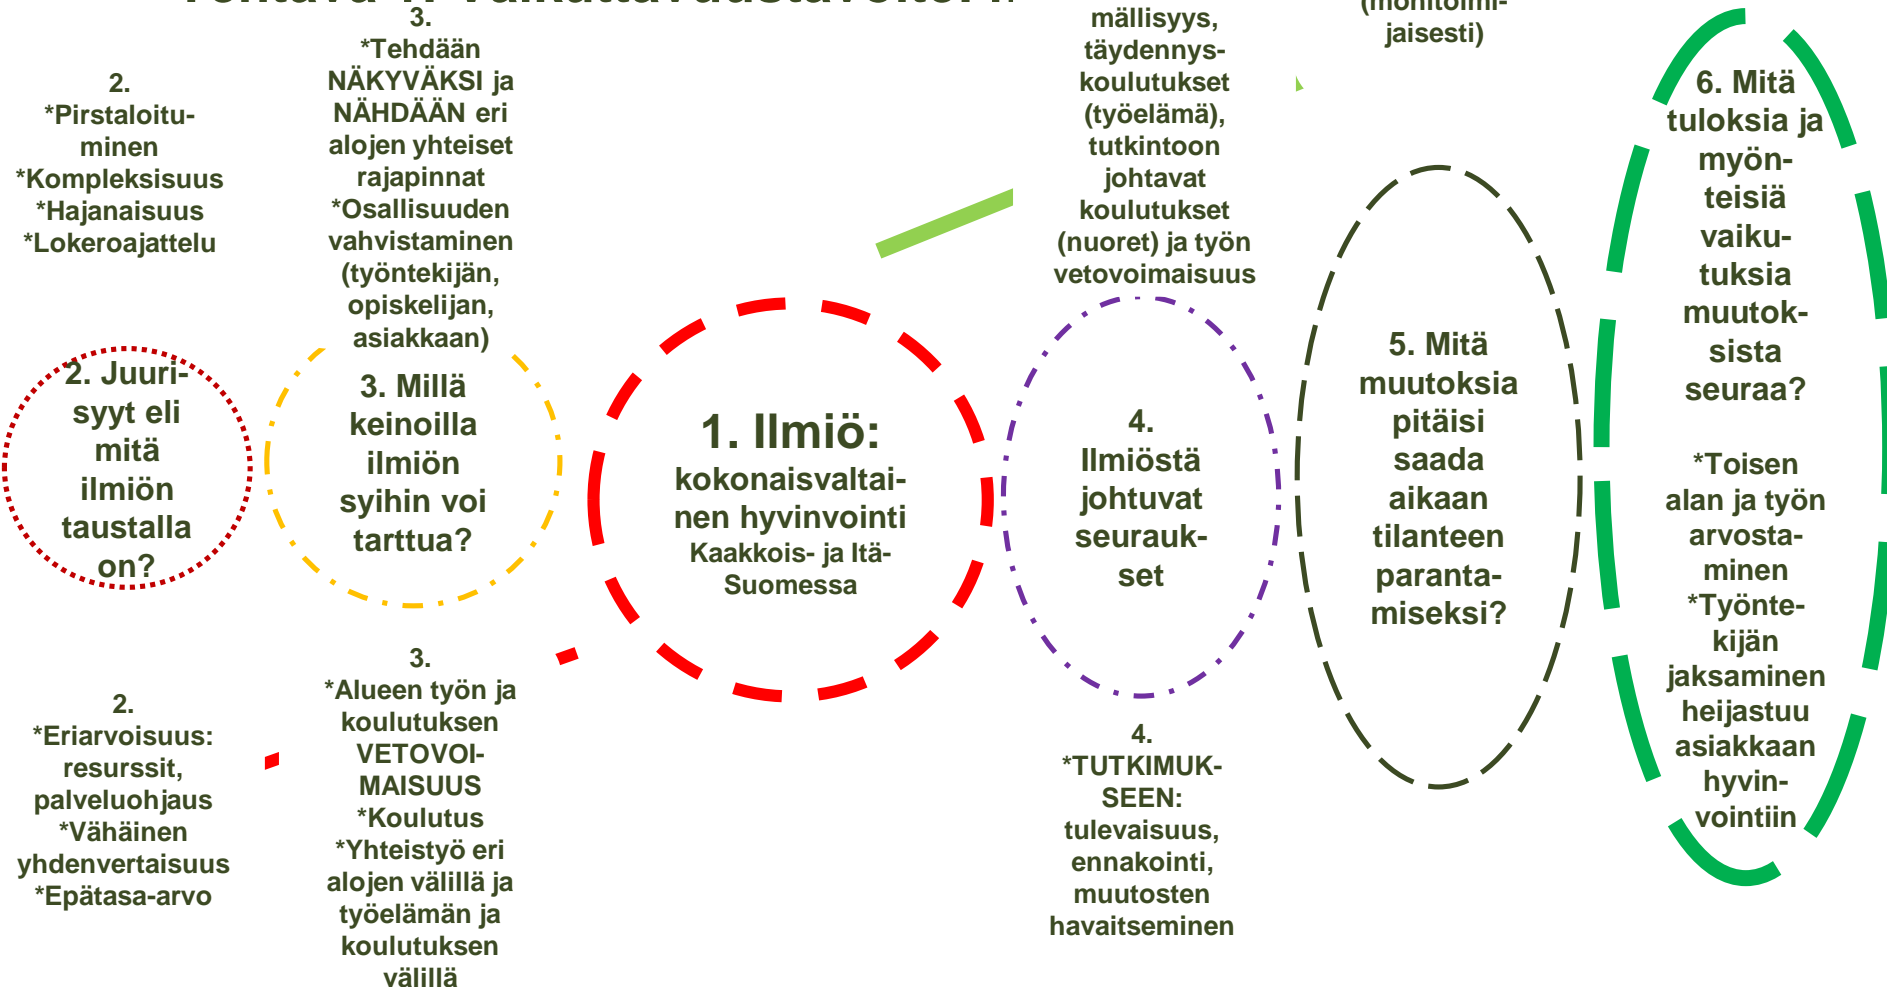 3.
*Tehdään
NÄKYVÄKSI ja
NÄHDÄÄN eri
alojen yhteiset
rajapinnat
*Osallisuuden
vahvistaminen
(työntekijän,
opiskelijan,
asiakkaan)
mällisyys,
täydennys-
koulutukset
(työelämä),
tutkintoon
johtavat
koulutukset
(nuoret) ja työn
vetovoimaisuus
jaisesti)
2.
*Pirstaloitu-
minen
*Kompleksisuus
*Hajanaisuus
*Lokeroajattelu
2. Juuri-
syyt eli
mitä
ilmiön
taustalla
on?
3. Millä
keinoilla
ilmiön
syihin voi
tarttua?
1. Ilmiö:
kokonaisvaltai-
nen hyvinvointi
Kaakkois- ja Itä-
Suomessa
4.
Ilmiöstä
johtuvat
seurauk-
set
5. Mitä
muutoksia
pitäisi
saada
aikaan
tilanteen
paranta-
miseksi?
6. Mitä
tuloksia ja
myön-
teisiä
vaiku-
tuksia
muutok-
sista
seuraa?
*Toisen
alan ja työn
arvosta-
minen
*Työnte-
kijän
jaksaminen
heijastuu
asiakkaan
hyvin-
vointiin
2.
*Eriarvoisuus:
resurssit,
palveluohjaus
*Vähäinen
yhdenvertaisuus
*Epätasa-arvo
3.
*Alueen työn ja
koulutuksen
VETOVOI-
MAISUUS
*Koulutus
*Yhteistyö eri
alojen välillä ja
työelämän ja
koulutuksen
välillä
4.
*TUTKIMUK-
SEEN:
tulevaisuus,
ennakointi,
muutosten
havaitseminen